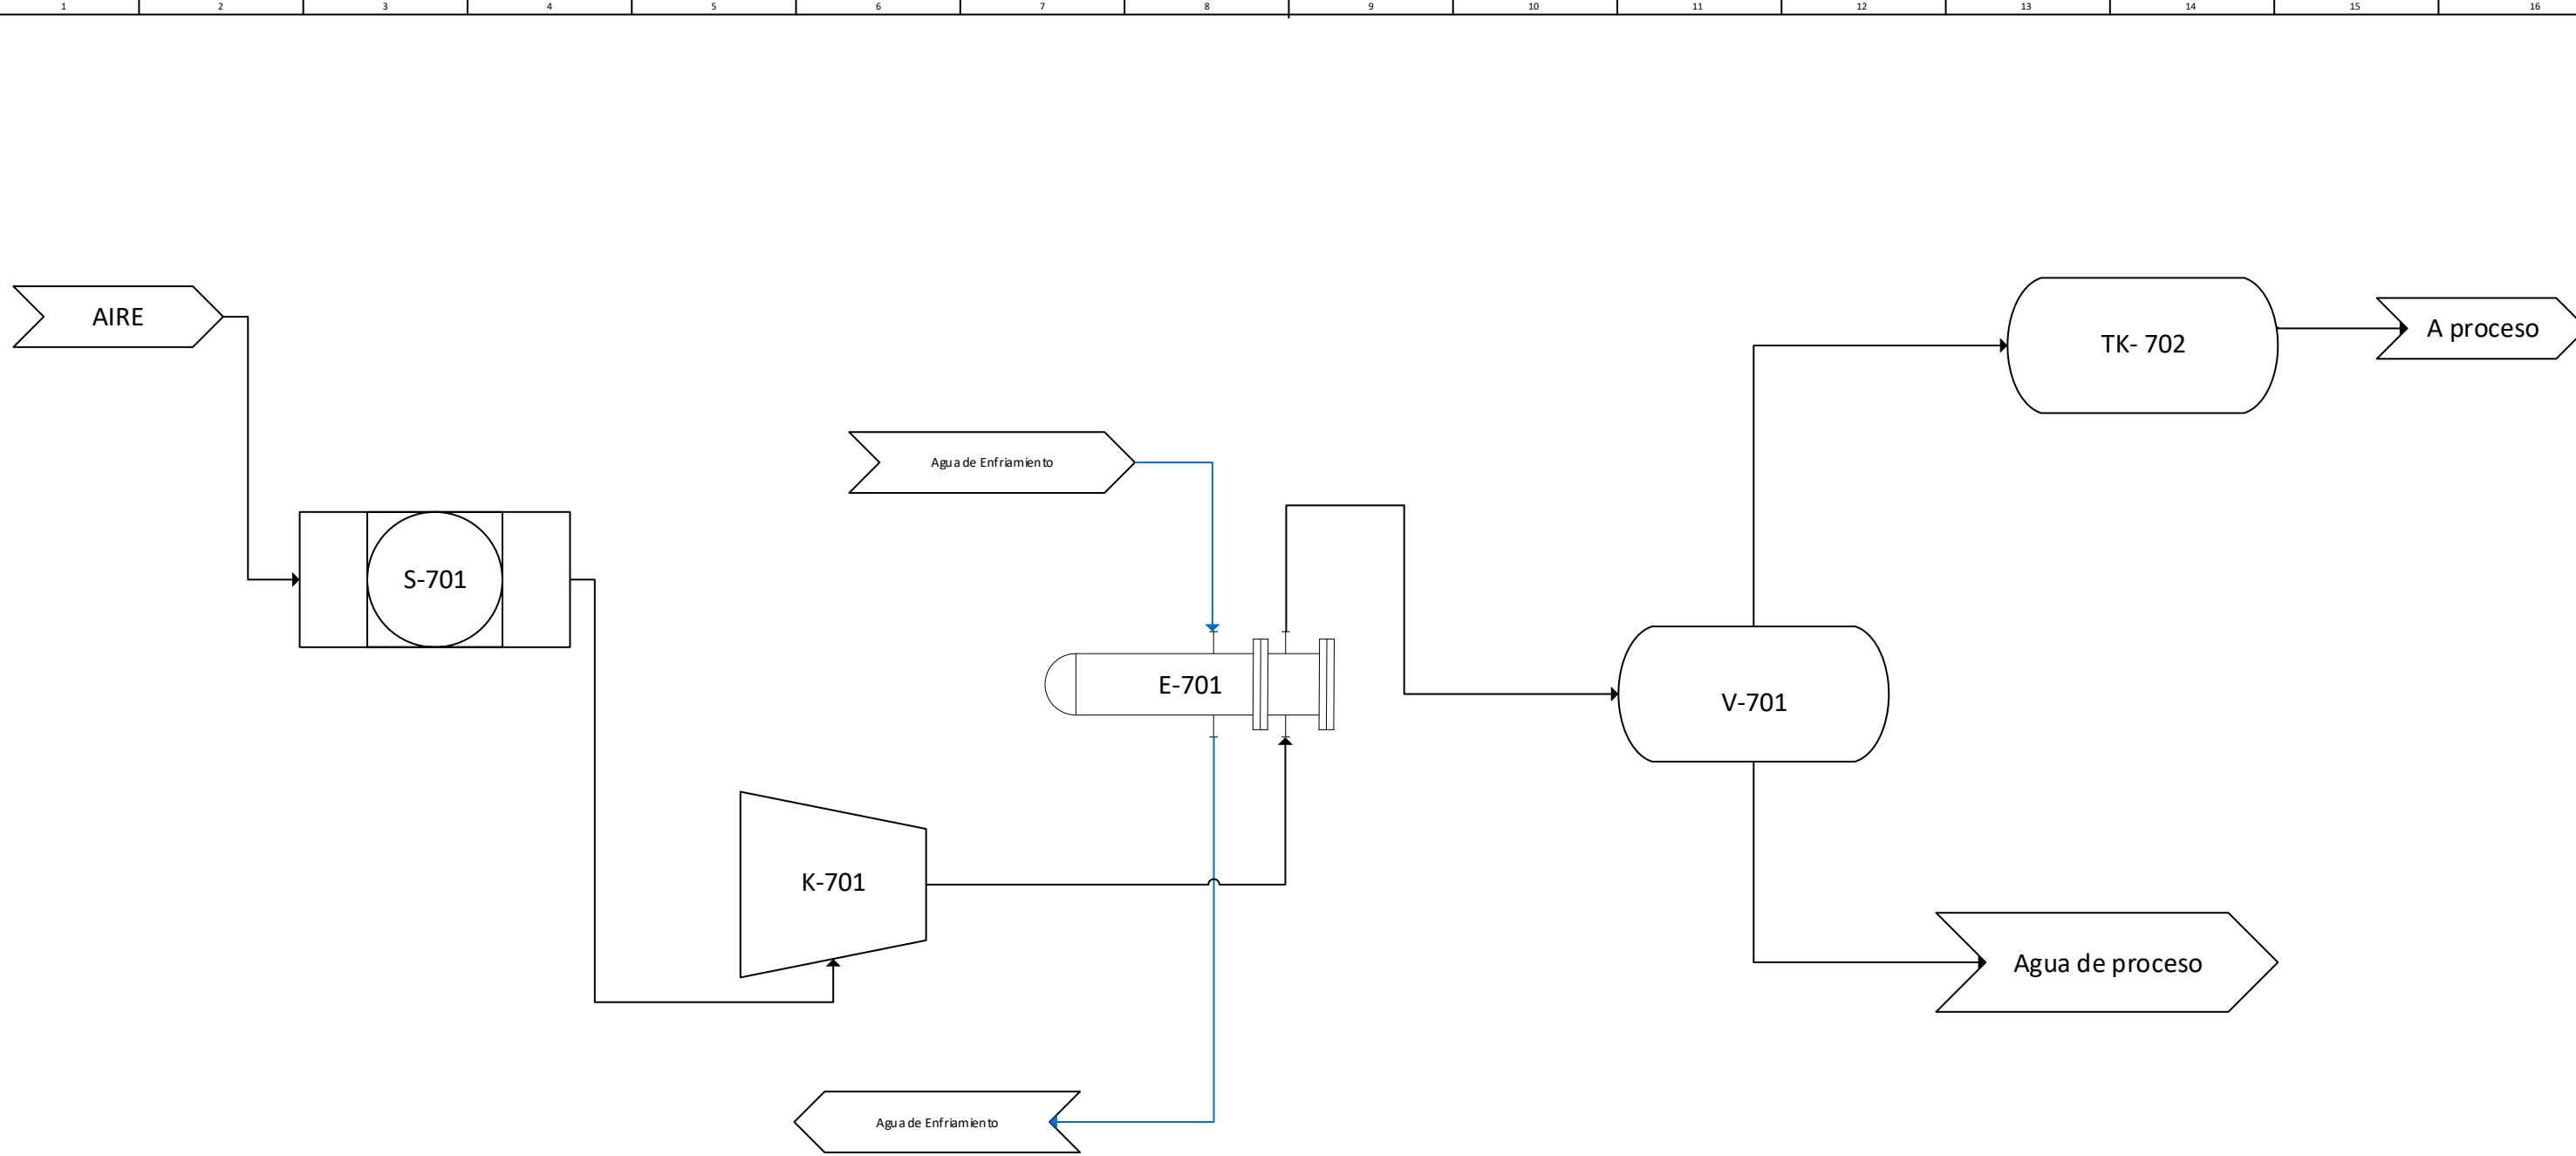 1 2 3 4 5 6 7 8 9 10 11 12 13 14 15 16
AIRE
A proceso
TK- 702
Agua de Enfriamiento
S-701
E-701
V-701
K-701
Agua de proceso
Agua de Enfriamiento